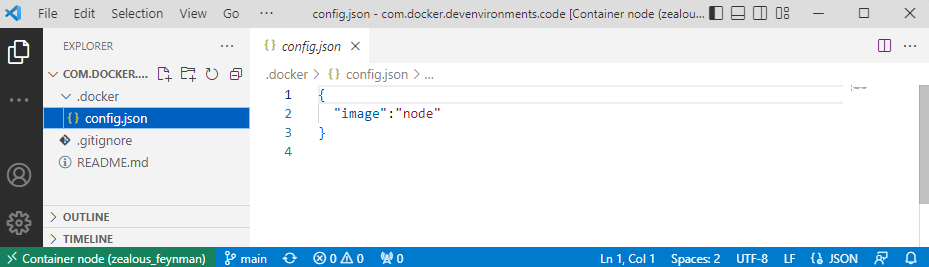 File Edit Selection View Go ... config.json - com.docker.devenvironments.code [Container node (zealous...
EXPLORER
COM.DOCKER....
.docker
{} config.json
.gitignore
README.md
OUTLINE
TIMELINE
{} config.json
.docker > {} config.json > ...
1 {
2 "image":"node"
3 }
4
Container node (zealous_feynman) main 0 0 0 Ln 1, Col 1 Spaces: 2 UTF-8 LF {} JSON